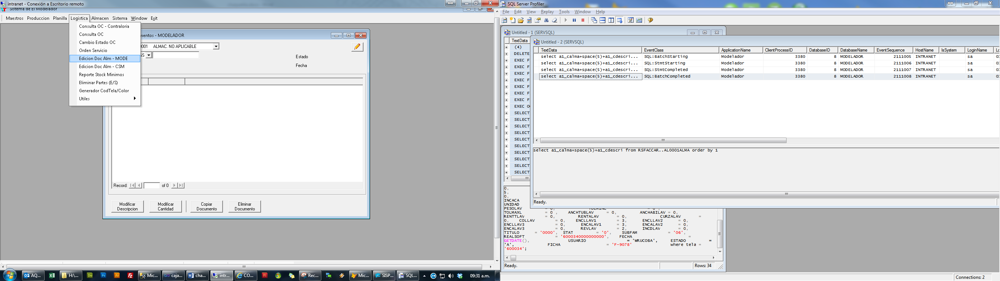 intranet - Conexión a Escritorio remoto
Sistema de El Modelador
Maestros Produccion Planilla Logistica Almacen Sistema Window Exit
Consulta OC - Contraloria
Consulta OC
Cambio Estado OC
Orden Servicio
Edicion Doc Alm - MODE
Edicion Doc Alm - CSM
Reporte Stock Minimos
Eliminar Partes (E/S)
Generador CodTela/Color
Utiles
mentos - MODELADOR
0001 ALMAC. NO APLICABLE
Estado
Fecha
Record: of 0
Modificar Descripcion
Modificar Cantidad
Copiar Documento
Eliminar Documento
SQL Server Profiler
File Edit View Replay Tools Window Help
Untitled - 1 (SERVSQL)
TextData
(4)
DELETE
EXEC F
EXEC F
EXEC F
EXEC F
EXEC F
EXEC F
EXEC F
EXEC OC
SELECT
SELECT
SELECT
SELECT
SELECT
SELECT
SELECT
SELECT
SELECT
SELECT
Untitled - 2 (SERVSQL)
TextData EventClass ApplicationName ClientProcessID DatabaseID DatabaseName EventSequence HostName IsSystem LoginName Lo
select a1_calma+space(5)+a1_cdescri... SQL:BatchStarting Modelador 3380 8 MODELADOR 2111005 INTRANET sa 0
select a1_calma+space(5)+a1_cdescri... SQL:StmtStarting Modelador 3380 8 MODELADOR 2111006 INTRANET sa 0
select a1_calma+space(5)+a1_cdescri... SQL:StmtCompleted Modelador 3380 8 MODELADOR 2111007 INTRANET sa 0
select a1_calma+space(5)+a1_cdescri... SQL:BatchCompleted Modelador 3380 8 MODELADOR 2111008 INTRANET sa 0
select a1_calma+space(5)+a1_cdescri from RSFACCAR..AL0001ALMA order by 1
Ready.
0,
5,
0,
INCACA
UNIDAD
PESOLAV = 0, TOLMINL = 0 ,
TOLMAXL = 0 , ANCHTUBLAV = 0, ANCHABILAV = 0,
RENTTLAV = 0, RENTALAV = 0, CURZALAV =
0, COLLAV = 0, ENCLLAV1 = 3, ENCLLAV2 = 0,
ENCLLAV3 = 0, ENCALAV1 = 3, ENCALAV2 = 0,
ENCALAV3 = 0, REVLAV = 2, INCDLAV = 0,
TITULO = '0000', STAT = '0', SUBFAM = '06',
REALSOFT = '6000340000000000', FECHA =
GETDATE(), USUARIO = 'WRUCOBA', ESTADO =
'A', FICHA = 'F-9078' where tela =
'600034';
Ready. Rows: 34
Connections: 2
AQ... H:\... Mic... caja... cha... intr... CO... Rec... Mic... SISP... SQL... 09:31 a.m.